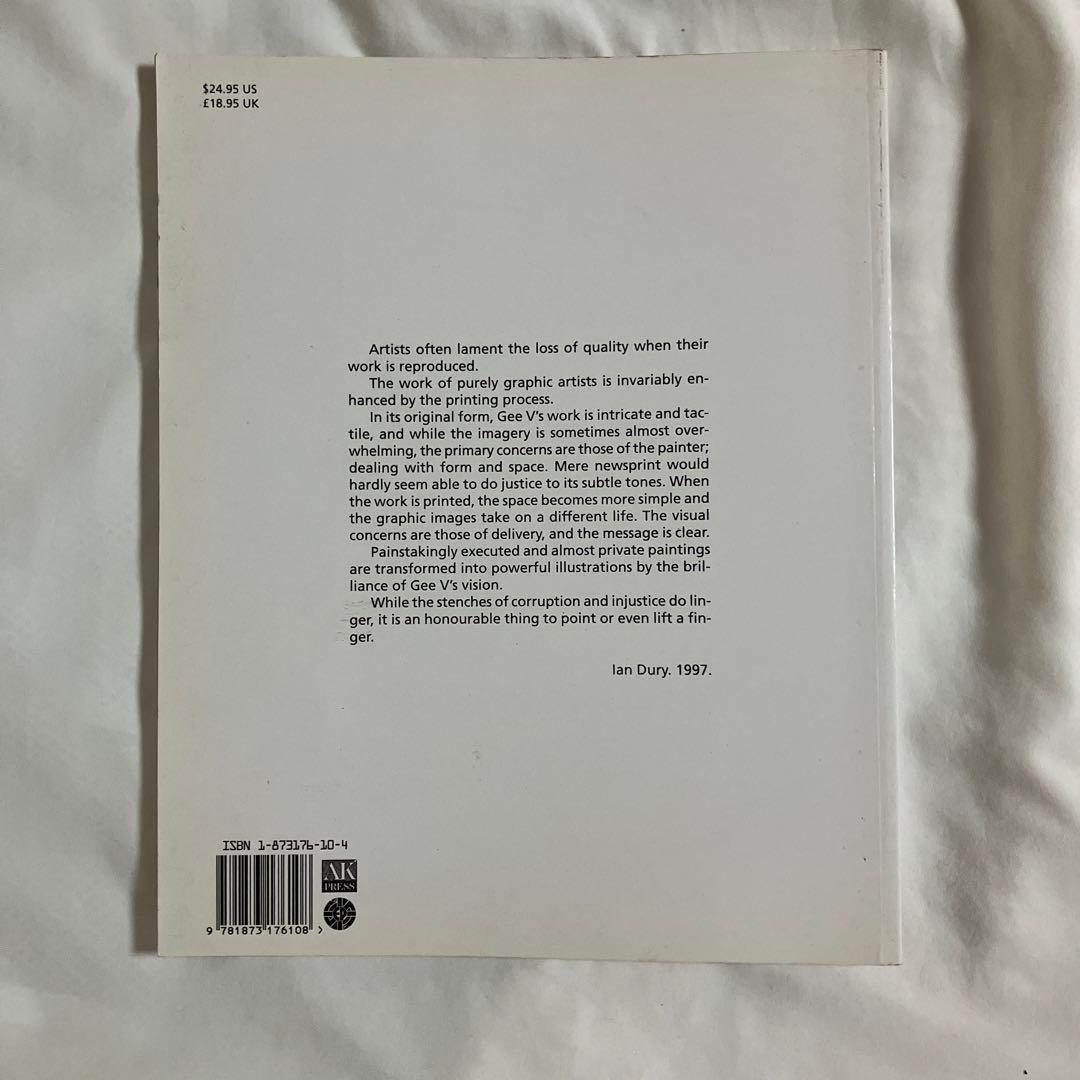 $24.95 US
£18.95 UK
Artists often lament the loss of quality when their
work is reproduced.
The work of purely graphic artists is invariably en-
hanced by the printing process.
In its original form, Gee V's work is intricate and tac-
tile, and while the imagery is sometimes almost over-
whelming, the primary concerns are those of the painter;
dealing with form and space. Mere newsprint would
hardly seem able to do justice to its subtle tones. When
the work is printed, the space becomes more simple and
the graphic images take on a different life. The visual
concerns are those of delivery, and the message is clear.
Painstakingly executed and almost private paintings
are transformed into powerful illustrations by the bril-
liance of Gee V's vision.
While the stenches of corruption and injustice do lin-
ger, it is an honourable thing to point or even lift a fin-
ger.
Ian Dury. 1997.
ISBN 1-873176-10-4
AK
PRESS
9 781873 176108 >